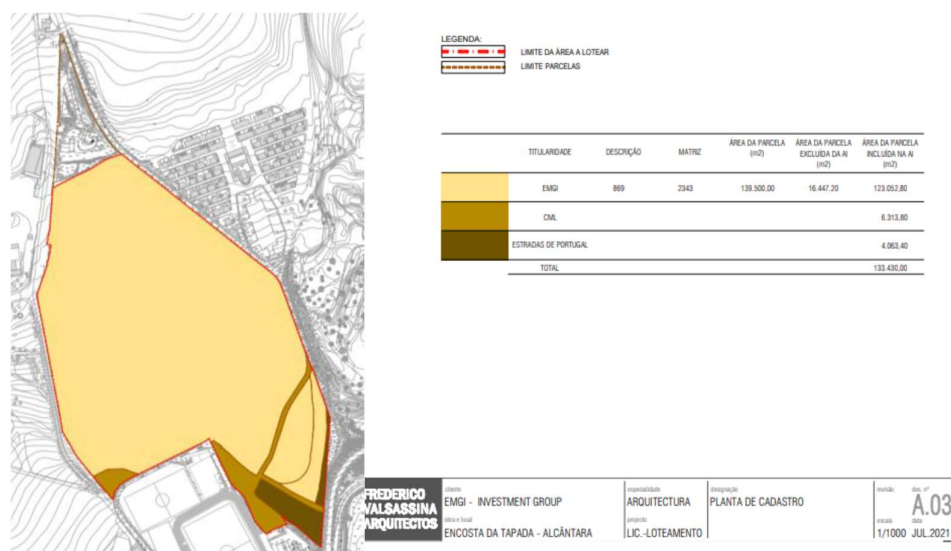 LEGENDA:
LIMITE DA ÁREA A LOTEAR
LIMITE PARCELAS
TITULARIDADE DESCRIÇÃO MATRIZ ÁREA DA PARCELA (m2) ÁREA DA PARCELA EXCLUÍDA DA AI (m2) ÁREA DA PARCELA INCLUÍDA NA AI (m2)
EMGI 869 2343 139.500,00 16.447,20 123.052,80
CML 6.313,80
ESTRADAS DE PORTUGAL 4.063,40
TOTAL 133.430,00
FREDERICO
VALSASSINA
ARQUITECTOS
cliente
EMGI - INVESTMENT GROUP
obra e local
ENCOSTA DA TAPADA - ALCÂNTARA
especialidade
ARQUITECTURA
projecto
LIC.-LOTEAMENTO
designação
PLANTA DE CADASTRO
revisão des. nº
A.03
escala data
1/1000 JUL.2021